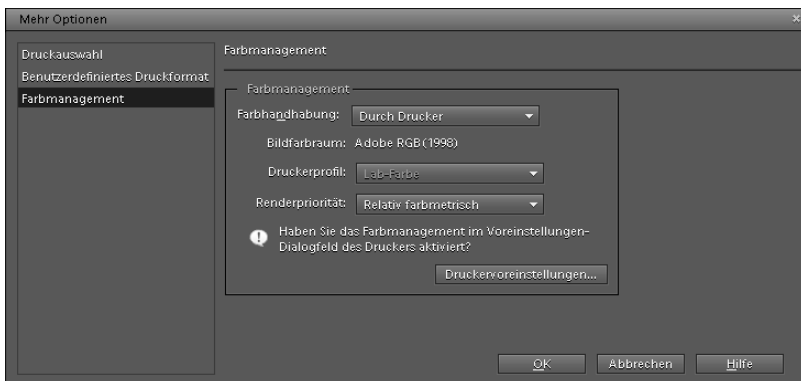 Mehr Optionen
Druckauswahl
Benutzerdefiniertes Druckformat
Farbmanagement
Farbmanagement
Farbmanagement
Farbhandhabung: Durch Drucker
Bildfarbraum: Adobe RGB(1998)
Druckerprofil: Lab-Farbe
Renderpriorität: Relativ farbmetrisch
Haben Sie das Farbmanagement im Voreinstellungen-
Dialogfeld des Druckers aktiviert?
Druckervoreinstellungen...
OK Abbrechen Hilfe